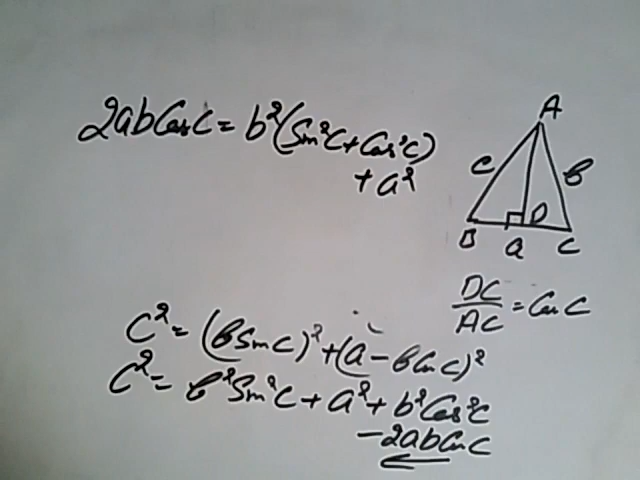 2abCosC = b²(Sin²C + Cos²C)
+ a²
A
C
b
B
D
a
C
DC/AC = CosC
C² = (bSinC)² + (a - bCosC)²
C² = b²Sin²C + a² + b²Cos²C
- 2abCosC